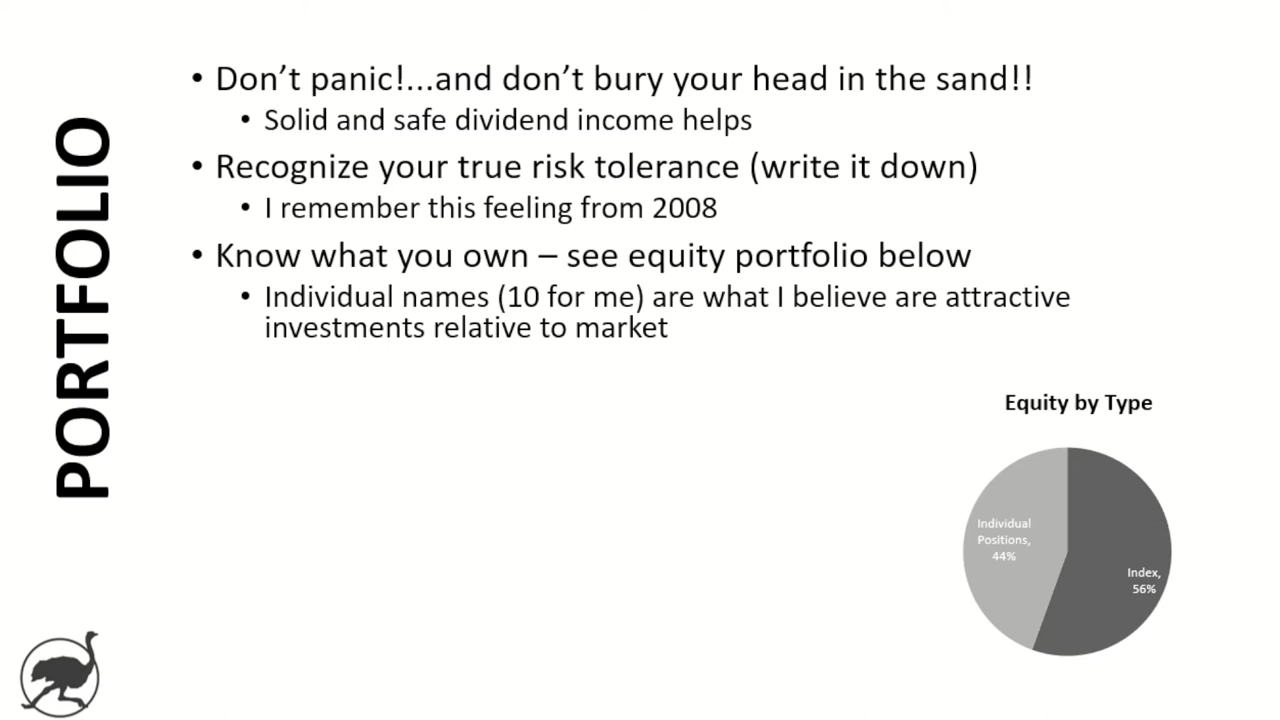 PORTFOLIO
• Don’t panic!...and don’t bury your head in the sand!!
• Solid and safe dividend income helps
• Recognize your true risk tolerance (write it down)
• I remember this feeling from 2008
• Know what you own – see equity portfolio below
• Individual names (10 for me) are what I believe are attractive
investments relative to market
Equity by Type
Individual
Positions,
44%
Index,
56%